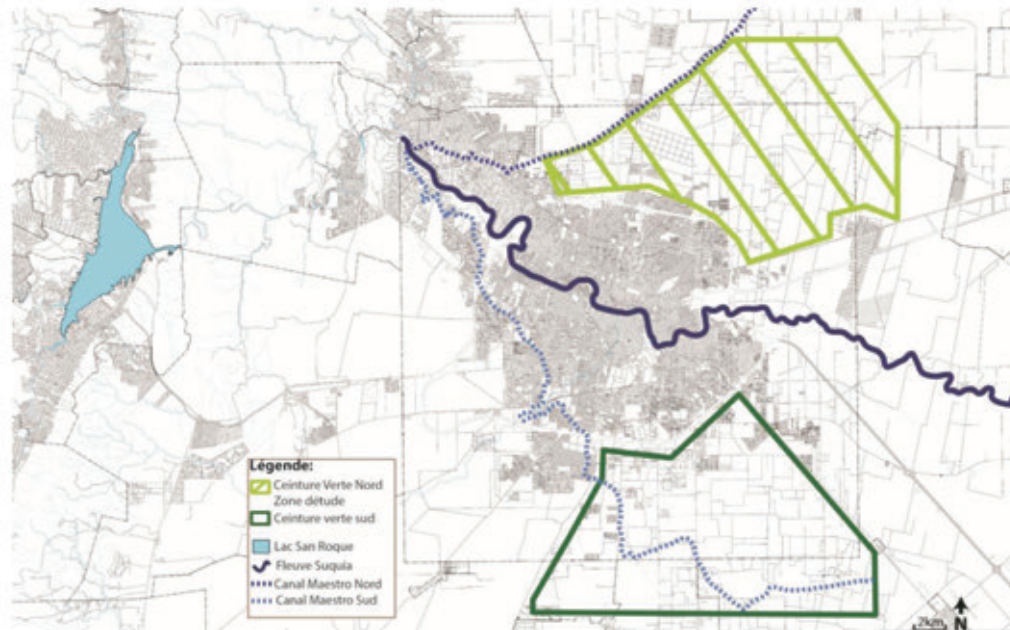 Légende:
Ceinture Verte Nord
Zone détude
Ceinture verte sud
Lac San Roque
Fleuve Suquia
Canal Maestro Nord
Canal Maestro Sud
2km
N